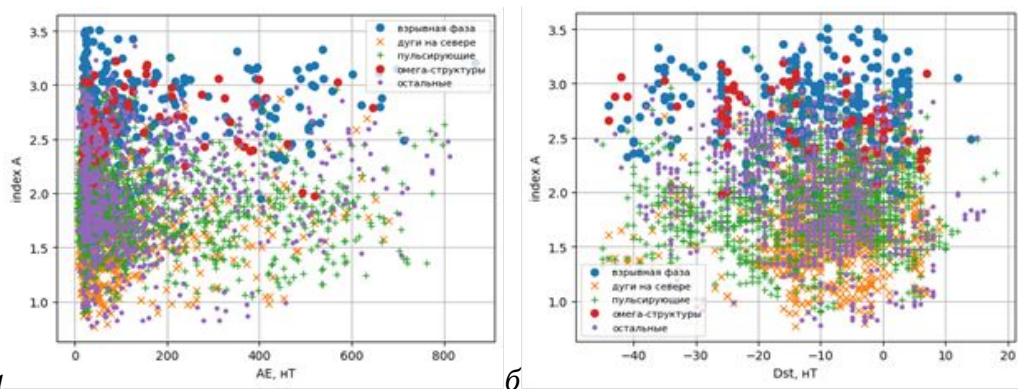 3.5
3.0
2.5
2.0
1.5
1.0
index A
0
200
400
600
800
AE, нТ
взрывная фаза
дуги на севере
пульсирующие
омега-структуры
остальные
б
3.5
3.0
2.5
2.0
1.5
1.0
index A
−40
−30
−20
−10
0
10
20
Dst, нТ
взрывная фаза
дуги на севере
пульсирующие
омега-структуры
остальные